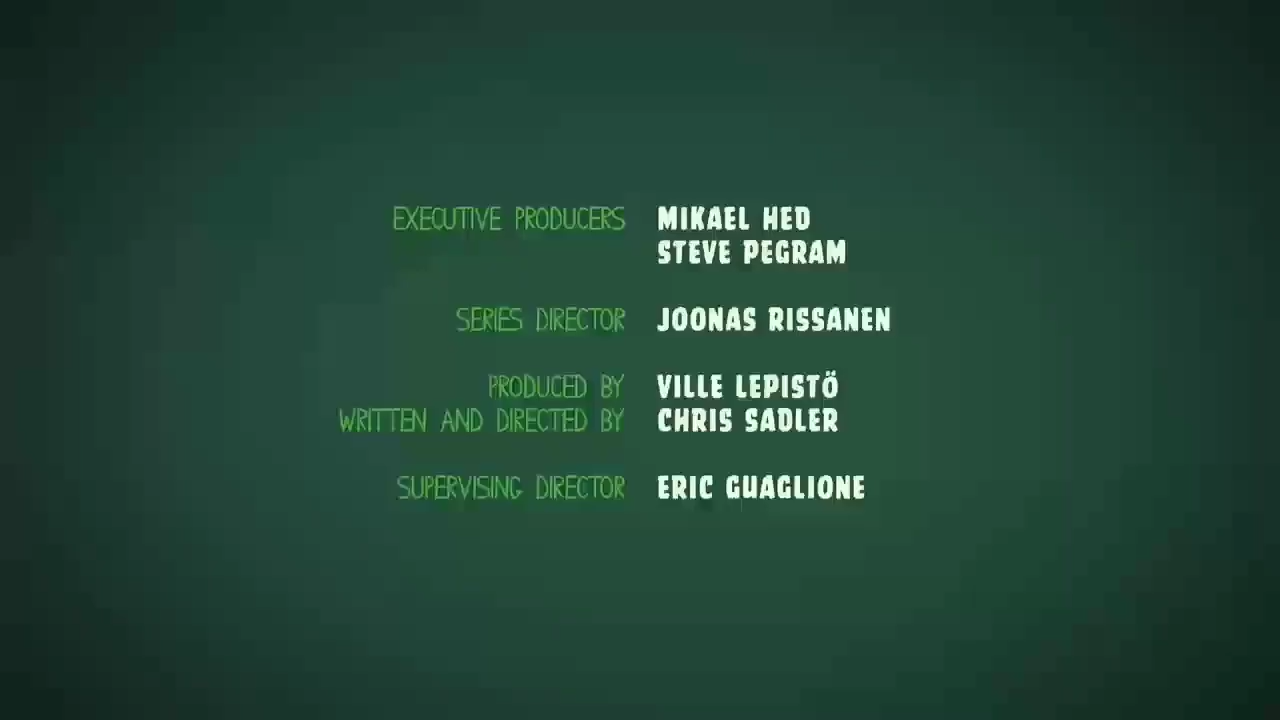 EXECUTIVE PRODUCERS MIKAEL HED
STEVE PEGRAM
SERIES DIRECTOR JOONAS RISSANEN
PRODUCED BY VILLE LEPISTÖ
WRITTEN AND DIRECTED BY CHRIS SADLER
SUPERVISING DIRECTOR ERIC GUAGLIONE